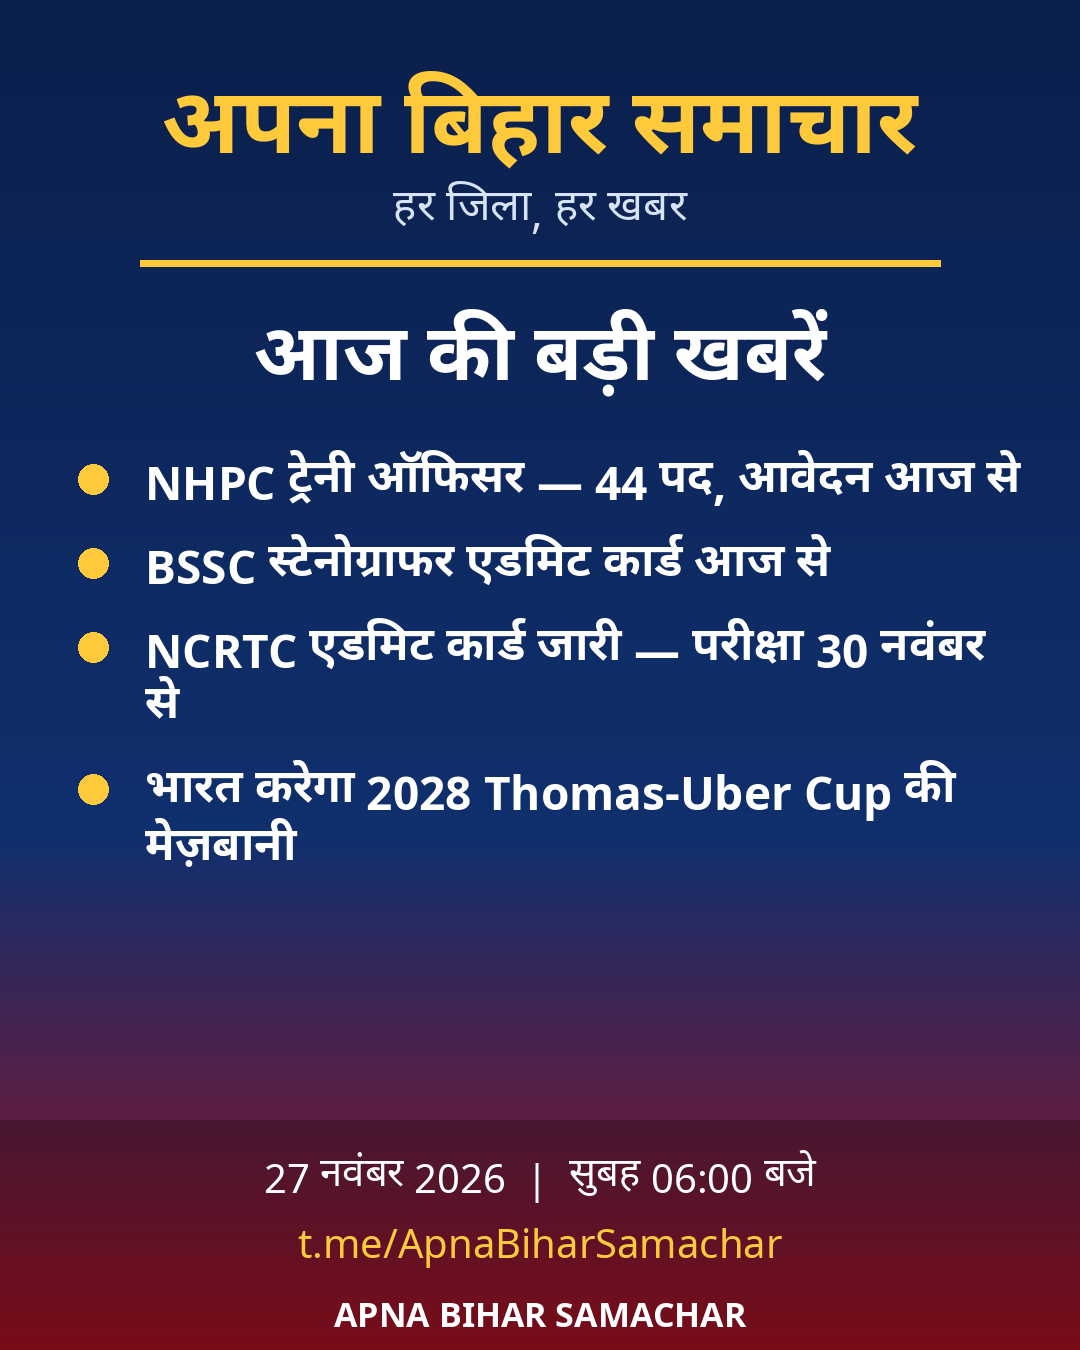 अपना बिहार समाचार
हर जिला, हर खबर
आज की बड़ी खबरें
NHPC ट्रेनी ऑफिसर — 44 पद, आवेदन आज से
BSSC स्टेनोग्राफर एडमिट कार्ड आज से
NCRTC एडमिट कार्ड जारी — परीक्षा 30 नवंबर
से
भारत करेगा 2028 Thomas-Uber Cup की
मेज़बानी
27 नवंबर 2026 | सुबह 06:00 बजे
t.me/ApnaBiharSamachar
APNA BIHAR SAMACHAR